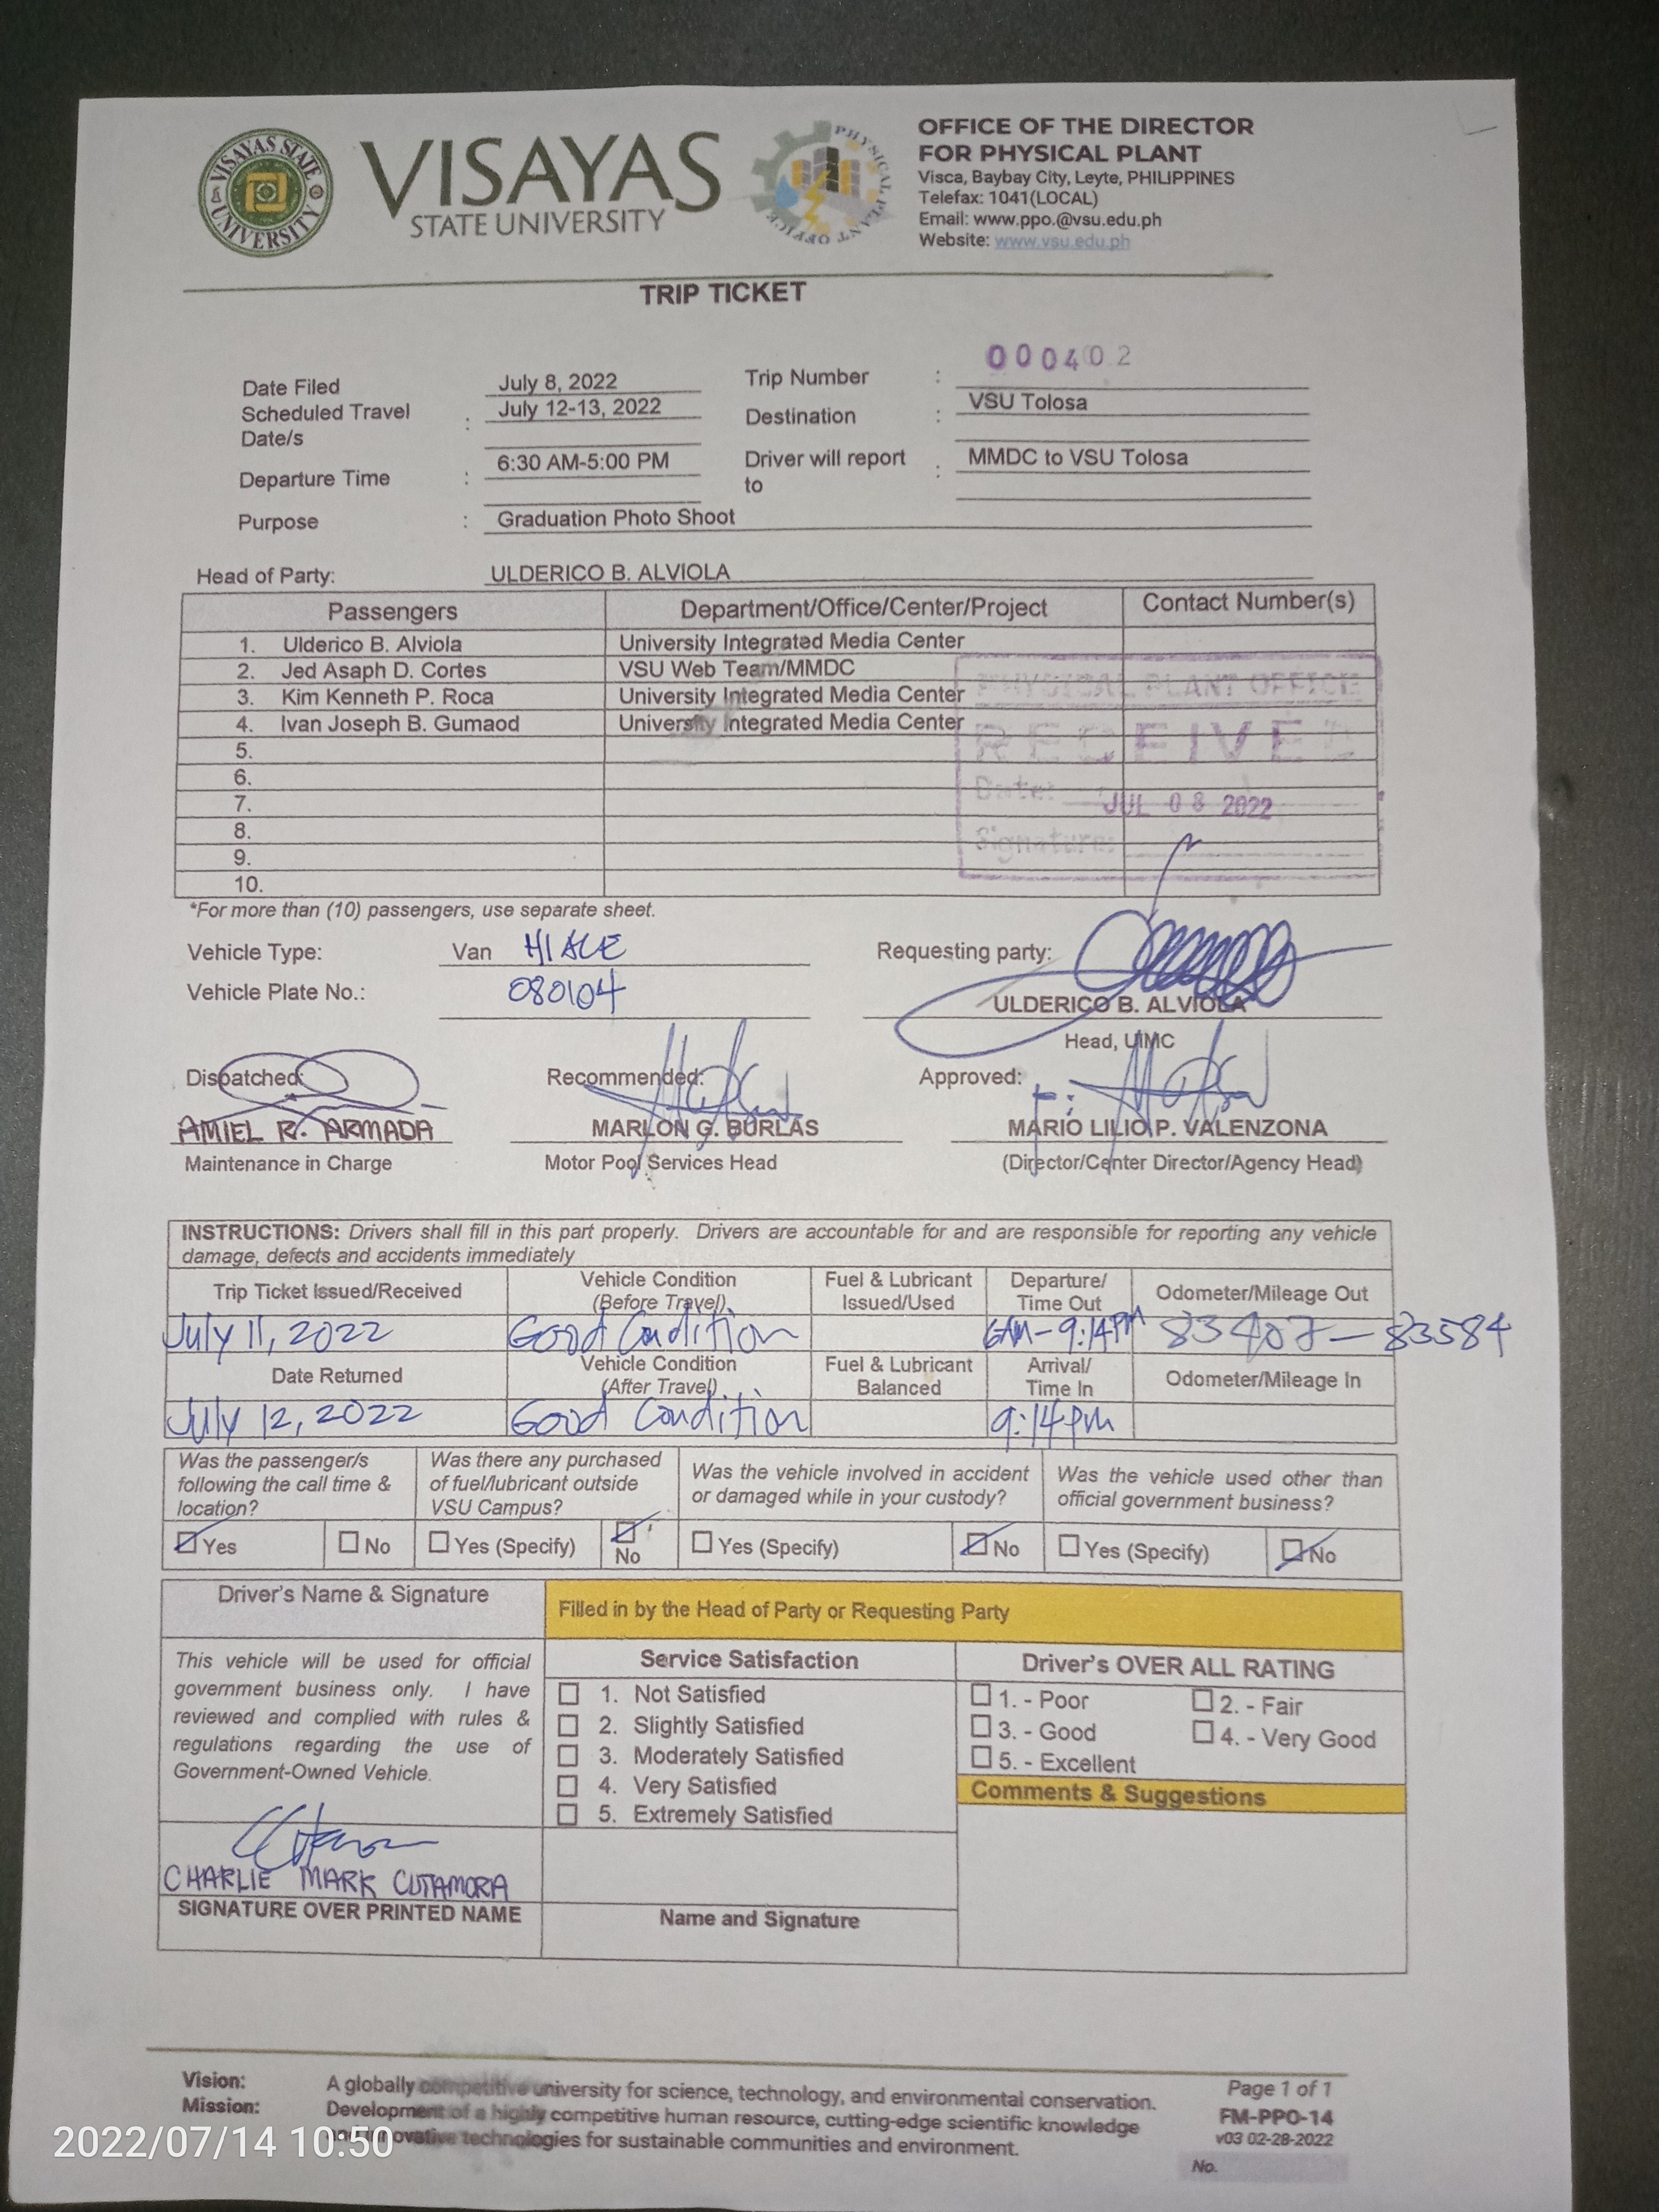 VISAYAS STATE UNIVERSITY
VISAYAS
STATE UNIVERSITY
PHYSICAL PLANT OFFICE
OFFICE OF THE DIRECTOR
FOR PHYSICAL PLANT
Visca, Baybay City, Leyte, PHILIPPINES
Telefax: 1041(LOCAL)
Email: www.ppo.@vsu.edu.ph
Website: www.vsu.edu.ph
TRIP TICKET
Date Filed July 8, 2022 Trip Number : 000402
Scheduled Travel Date/s : July 12-13, 2022 Destination : VSU Tolosa
Departure Time : 6:30 AM-5:00 PM Driver will report to : MMDC to VSU Tolosa
Purpose : Graduation Photo Shoot
Head of Party: ULDERICO B. ALVIOLA
Passengers Department/Office/Center/Project Contact Number(s)
1. Ulderico B. Alviola University Integrated Media Center
2. Jed Asaph D. Cortes VSU Web Team/MMDC
3. Kim Kenneth P. Roca University Integrated Media Center
4. Ivan Joseph B. Gumaod University Integrated Media Center
5.
6.
7.
8.
9.
10.
PHYSICAL PLANT OFFICE
RECEIVED
Date: JUL 08 2022
Signature:
*For more than (10) passengers, use separate sheet.
Vehicle Type: Van HIACE Requesting party:
Vehicle Plate No.: 080104 ULDERICO B. ALVIOLA
Head, UIMC
Dispatched: Recommended: Approved:
AMIEL R. ARMADA MARLON G. BURLAS MARIO LILIO P. VALENZONA
Maintenance in Charge Motor Pool Services Head (Director/Center Director/Agency Head)
INSTRUCTIONS: Drivers shall fill in this part properly. Drivers are accountable for and are responsible for reporting any vehicle
damage, defects and accidents immediately
Trip Ticket Issued/Received Vehicle Condition (Before Travel) Fuel & Lubricant Issued/Used Departure/ Time Out Odometer/Mileage Out
July 11, 2022 Good Condition 6AM-9:14PM 83407-83584
Date Returned Vehicle Condition (After Travel) Fuel & Lubricant Balanced Arrival/ Time In Odometer/Mileage In
July 12, 2022 Good Condition 9:14pm
Was the passenger/s following the call time & location?
Was there any purchased of fuel/lubricant outside VSU Campus?
Was the vehicle involved in accident or damaged while in your custody?
Was the vehicle used other than official government business?
Yes No Yes (Specify) No Yes (Specify) No Yes (Specify) No
Driver's Name & Signature
Filled in by the Head of Party or Requesting Party
This vehicle will be used for official
government business only. I have
reviewed and complied with rules &
regulations regarding the use of
Government-Owned Vehicle.
CHARLIE MARK CUTAMORA
SIGNATURE OVER PRINTED NAME
Service Satisfaction
1. Not Satisfied
2. Slightly Satisfied
3. Moderately Satisfied
4. Very Satisfied
5. Extremely Satisfied
Name and Signature
Driver's OVER ALL RATING
1. - Poor 2. - Fair
3. - Good 4. - Very Good
5. - Excellent
Comments & Suggestions
Vision: A globally competitive university for science, technology, and environmental conservation.
Mission: Development of a highly competitive human resource, cutting-edge scientific knowledge
and innovative technologies for sustainable communities and environment.
Page 1 of 1
FM-PPO-14
v03 02-28-2022
No.
2022/07/14 10:50